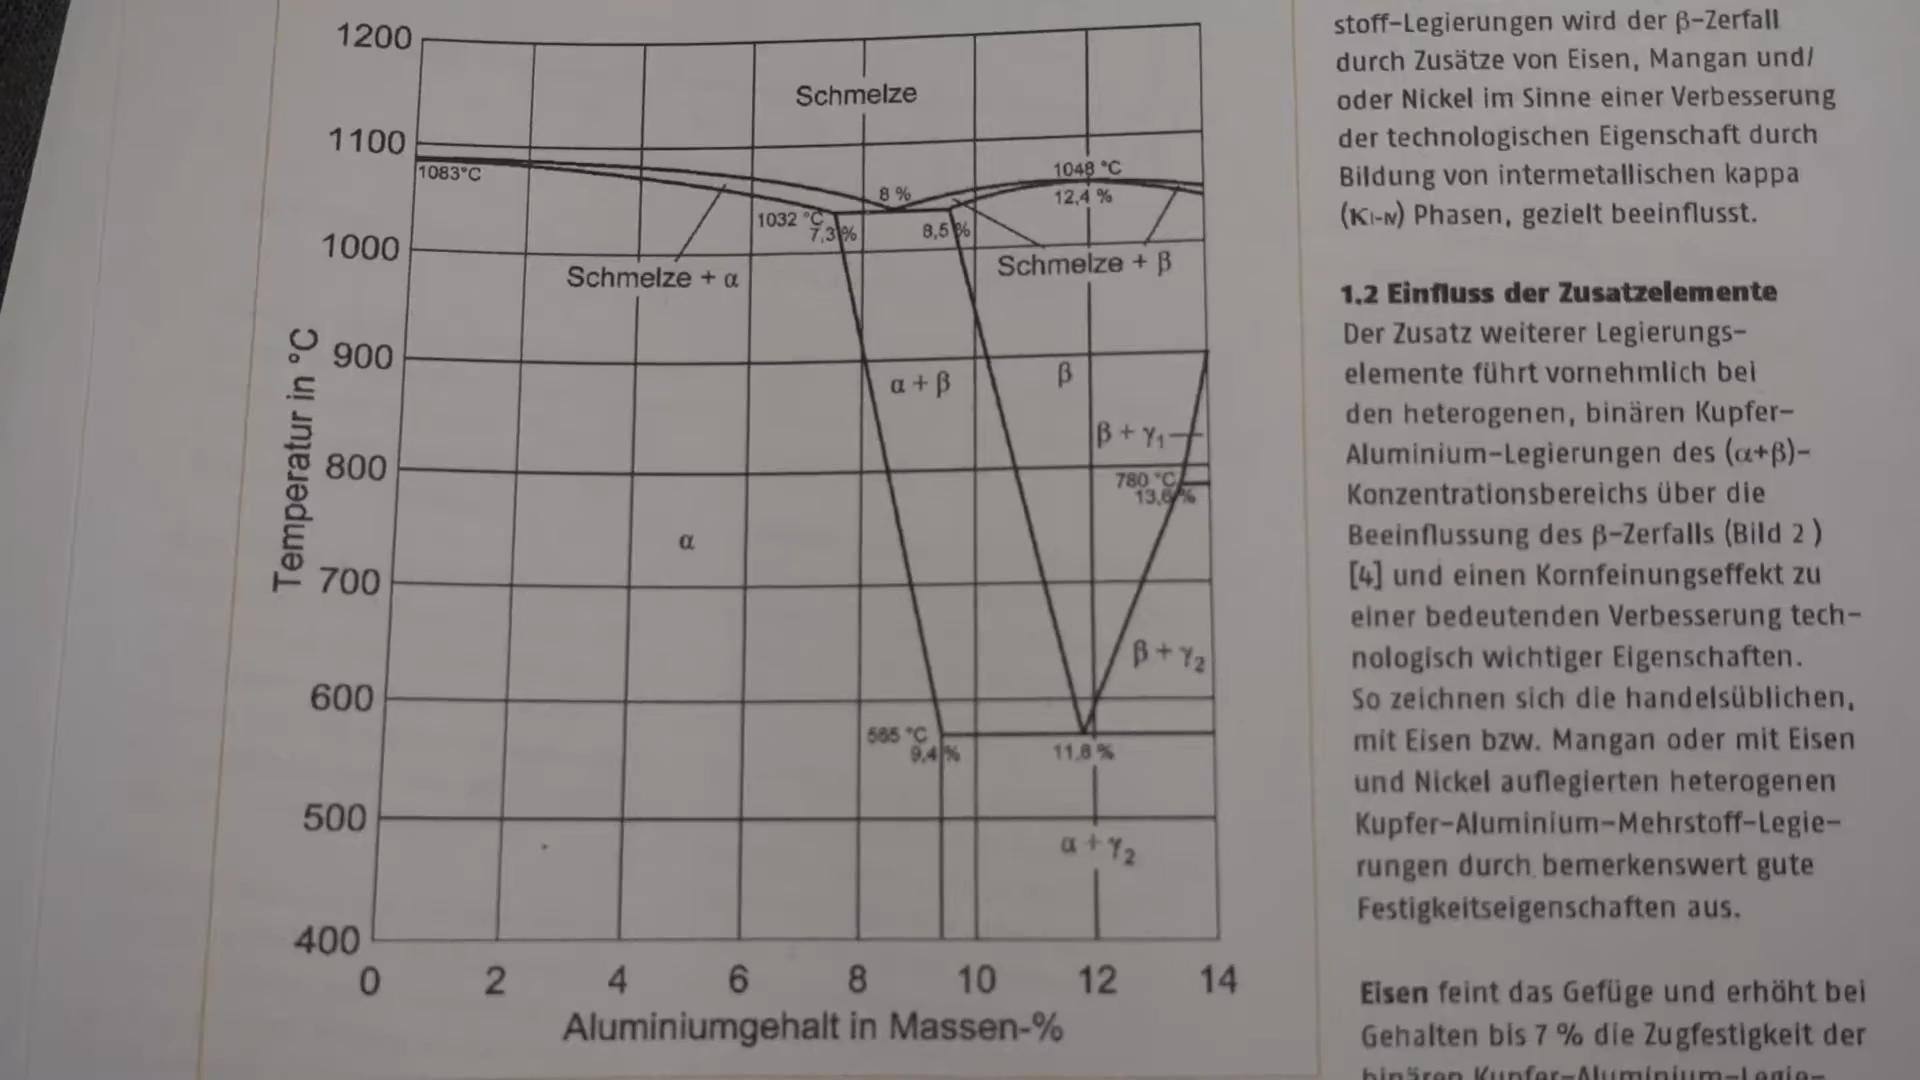 1200
Schmelze
1100
1083°C
1048 °C
8 %
12,4 %
1032 °C
7,3 %
8,5 %
1000
Schmelze + α
Schmelze + β
900
α + β
β
β + γ₁
800
780 °C
13,6 %
α
700
β + γ₂
600
565 °C
9,4 %
11,8 %
500
α + γ₂
400
0 2 4 6 8 10 12 14
Temperatur in °C
Aluminiumgehalt in Massen-%
stoff-Legierungen wird der β-Zerfall
durch Zusätze von Eisen, Mangan und/
oder Nickel im Sinne einer Verbesserung
der technologischen Eigenschaft durch
Bildung von intermetallischen kappa
(κI-IV) Phasen, gezielt beeinflusst.
1.2 Einfluss der Zusatzelemente
Der Zusatz weiterer Legierungs-
elemente führt vornehmlich bei
den heterogenen, binären Kupfer-
Aluminium-Legierungen des (α+β)-
Konzentrationsbereichs über die
Beeinflussung des β-Zerfalls (Bild 2 )
[4] und einen Kornfeinungseffekt zu
einer bedeutenden Verbesserung tech-
nologisch wichtiger Eigenschaften.
So zeichnen sich die handelsüblichen,
mit Eisen bzw. Mangan oder mit Eisen
und Nickel auflegierten heterogenen
Kupfer-Aluminium-Mehrstoff-Legie-
rungen durch bemerkenswert gute
Festigkeitseigenschaften aus.
Eisen feint das Gefüge und erhöht bei
Gehalten bis 7 % die Zugfestigkeit der
binären Kupfer-Aluminium-Legie-